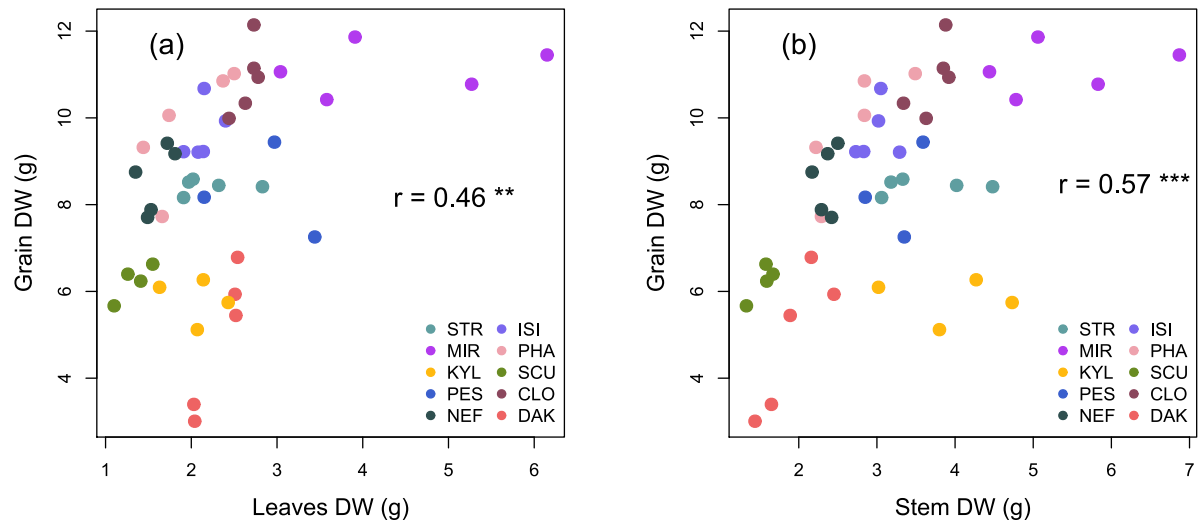 (a)
Grain DW (g)
12
10
8
6
4
r = 0.46 **
STR ISI
MIR PHA
KYL SCU
PES CLO
NEF DAK
1 2 3 4 5 6
Leaves DW (g)
(b)
Grain DW (g)
12
10
8
6
4
r = 0.57 ***
STR ISI
MIR PHA
KYL SCU
PES CLO
NEF DAK
2 3 4 5 6 7
Stem DW (g)